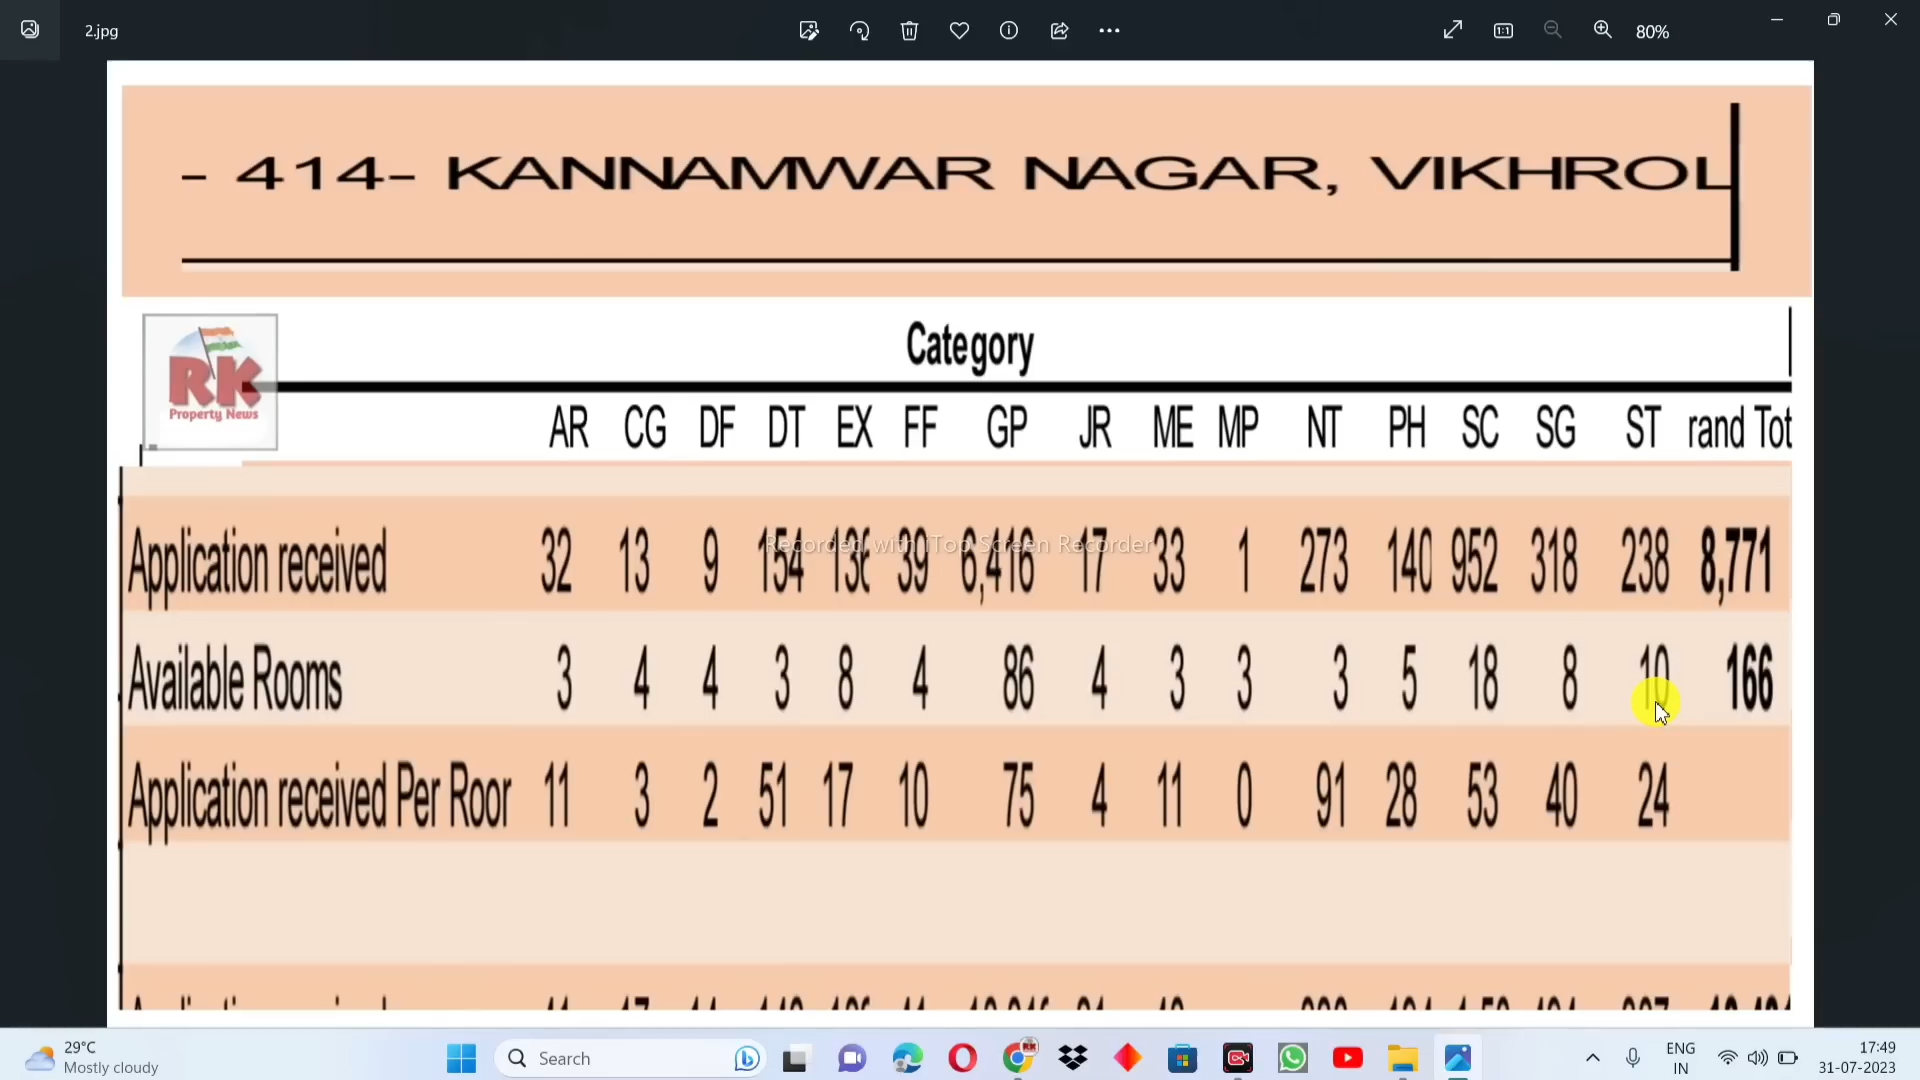 2.jpg
80%
- 414- KANNAMWAR NAGAR, VIKHROL
RK
Property News
Category
AR CG DF DT EX FF GP JR ME MP NT PH SC SG ST rand Tot
Application received 32 13 9 154 39 6,416 17 33 1 273 140 952 318 238 8,771
Recorded with iTop Screen Recorder
Available Rooms 3 4 4 3 8 4 86 4 3 3 3 5 18 8 10 166
Application received Per Roor 11 3 2 51 17 10 75 4 11 0 91 28 53 40 24
29°C
Mostly cloudy
Search
ENG
IN
17:49
31-07-2023